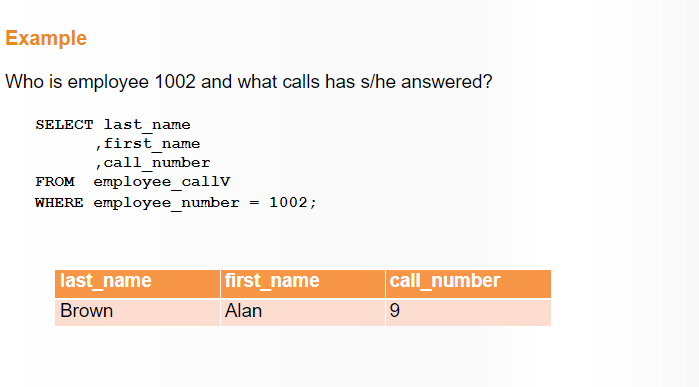 Example
Who is employee 1002 and what calls has s/he answered?
SELECT last_name
,first_name
,call_number
FROM employee_callV
WHERE employee_number = 1002;
last_name first_name call_number
Brown Alan 9